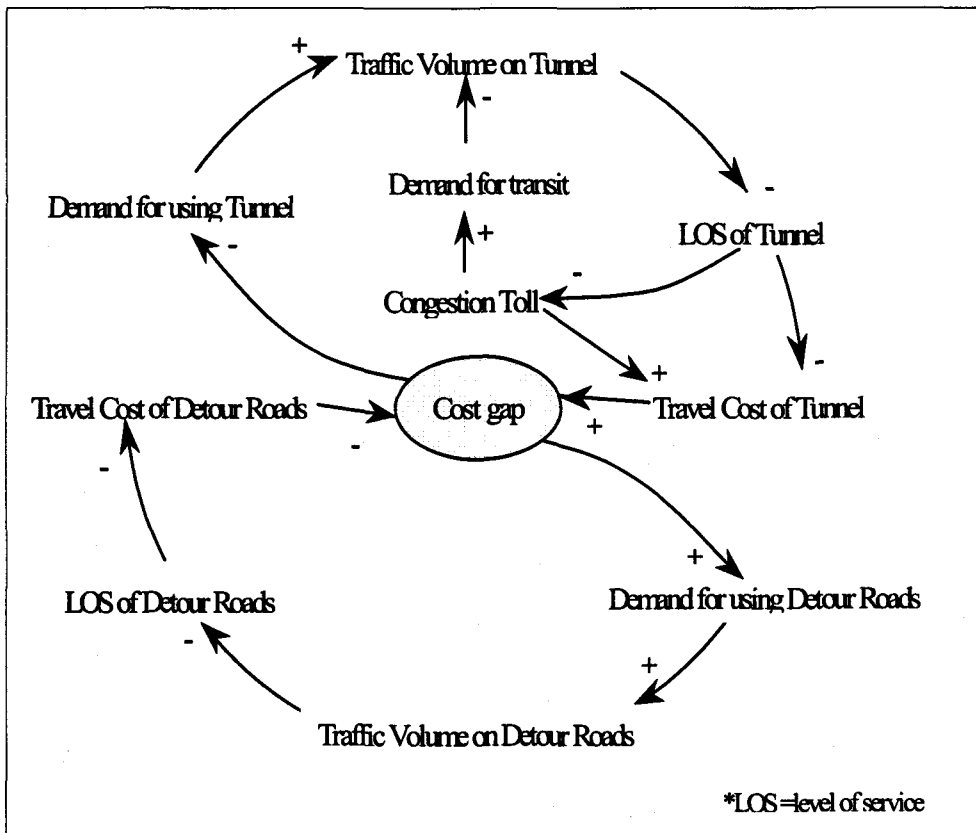 +
Traffic Volume on Tunnel
-
Demand for transit
Demand for using Tunnel
-
-
LOS of Tunnel
+
-
Congestion Toll
+
-
Travel Cost of Detour Roads
Cost gap
Travel Cost of Tunnel
-
+
-
+
LOS of Detour Roads
Demand for using Detour Roads
-
+
Traffic Volume on Detour Roads
*LOS=level of service